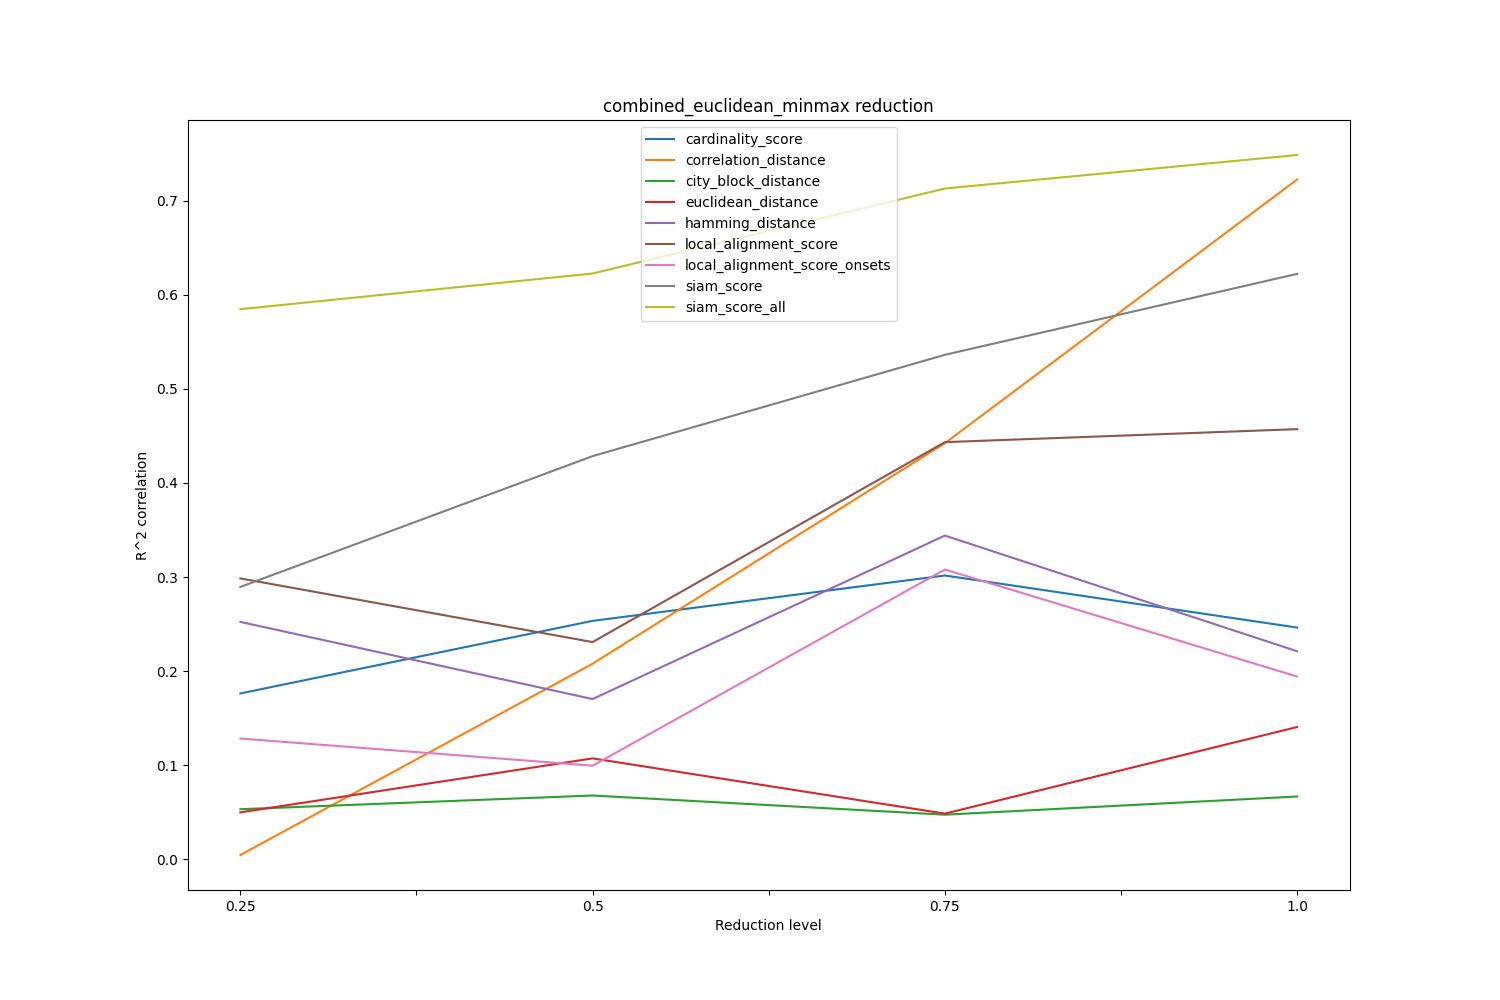 combined_euclidean_minmax reduction
cardinality_score
correlation_distance
city_block_distance
euclidean_distance
hamming_distance
local_alignment_score
local_alignment_score_onsets
siam_score
siam_score_all
0.7
0.6
0.5
0.4
0.3
0.2
0.1
0.0
R^2 correlation
0.25 0.5 0.75 1.0
Reduction level